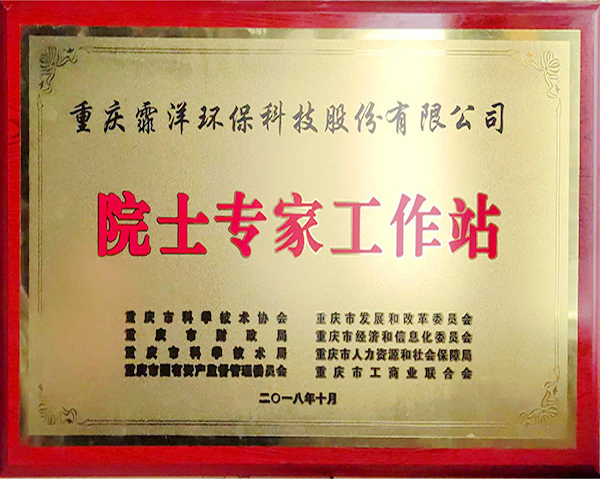 重庆霏洋环保科技股份有限公司
院士专家工作站
重庆市科学技术协会 重庆市发展和改革委员会
重庆市财政局 重庆市经济和信息化委员会
重庆市科学技术局 重庆市人力资源和社会保障局
重庆市国有资产监督管理委员会 重庆市工商业联合会
二〇一八年十月